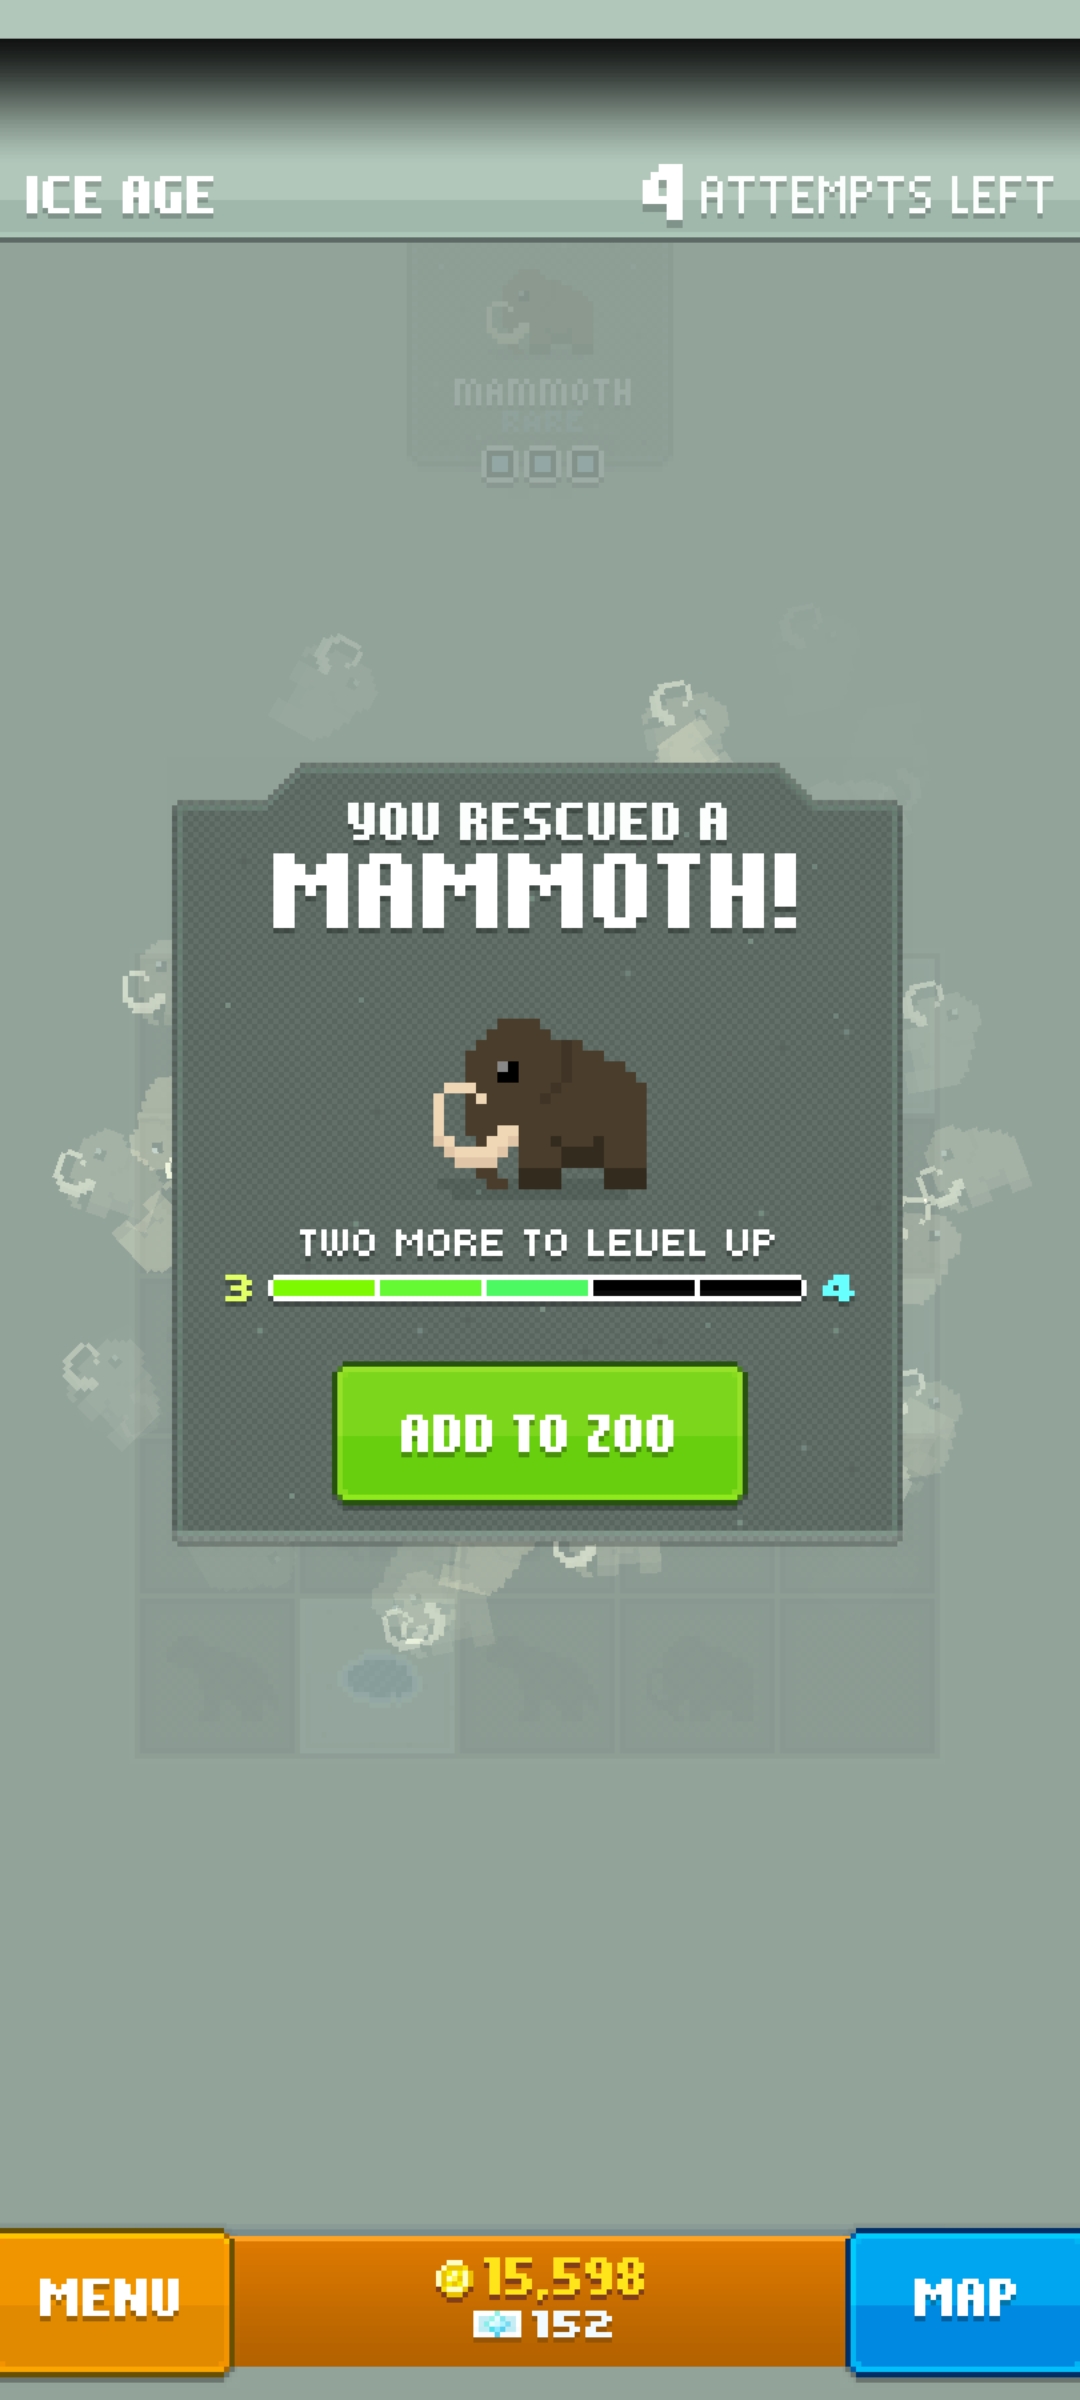 ICE AGE
4 ATTEMPTS LEFT
MAMMOTH
RARE
YOU RESCUED A
MAMMOTH!
TWO MORE TO LEVEL UP
3 4
ADD TO ZOO
MENU
15,598
152
MAP